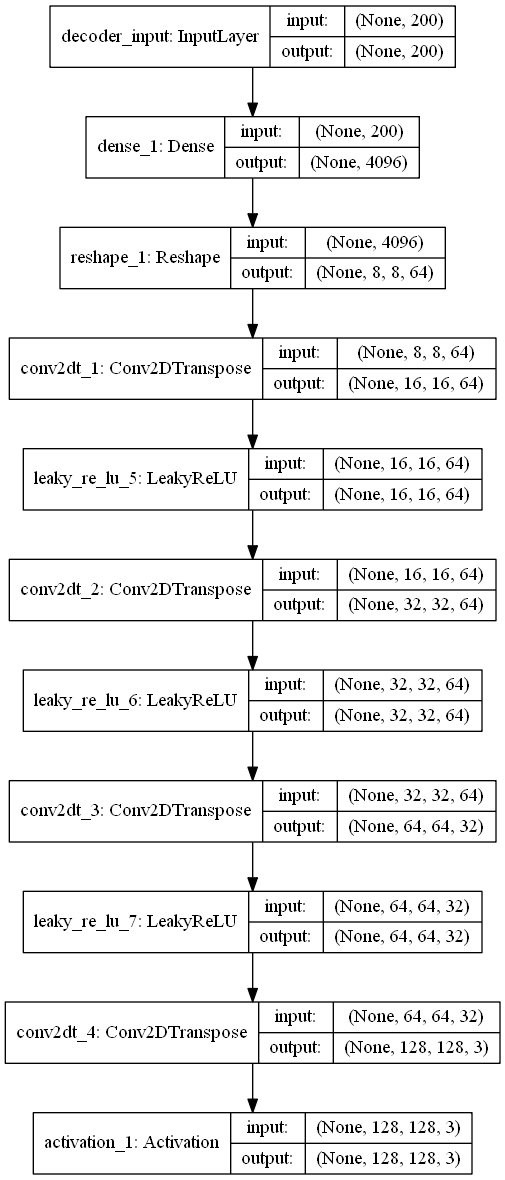 decoder_input: InputLayer
input: (None, 200)
output: (None, 200)
dense_1: Dense
input: (None, 200)
output: (None, 4096)
reshape_1: Reshape
input: (None, 4096)
output: (None, 8, 8, 64)
conv2dt_1: Conv2DTranspose
input: (None, 8, 8, 64)
output: (None, 16, 16, 64)
leaky_re_lu_5: LeakyReLU
input: (None, 16, 16, 64)
output: (None, 16, 16, 64)
conv2dt_2: Conv2DTranspose
input: (None, 16, 16, 64)
output: (None, 32, 32, 64)
leaky_re_lu_6: LeakyReLU
input: (None, 32, 32, 64)
output: (None, 32, 32, 64)
conv2dt_3: Conv2DTranspose
input: (None, 32, 32, 64)
output: (None, 64, 64, 32)
leaky_re_lu_7: LeakyReLU
input: (None, 64, 64, 32)
output: (None, 64, 64, 32)
conv2dt_4: Conv2DTranspose
input: (None, 64, 64, 32)
output: (None, 128, 128, 3)
activation_1: Activation
input: (None, 128, 128, 3)
output: (None, 128, 128, 3)